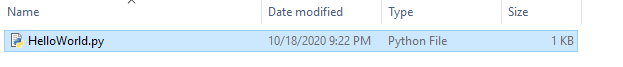 Name Date modified Type Size
HelloWorld.py 10/18/2020 9:22 PM Python File 1 KB